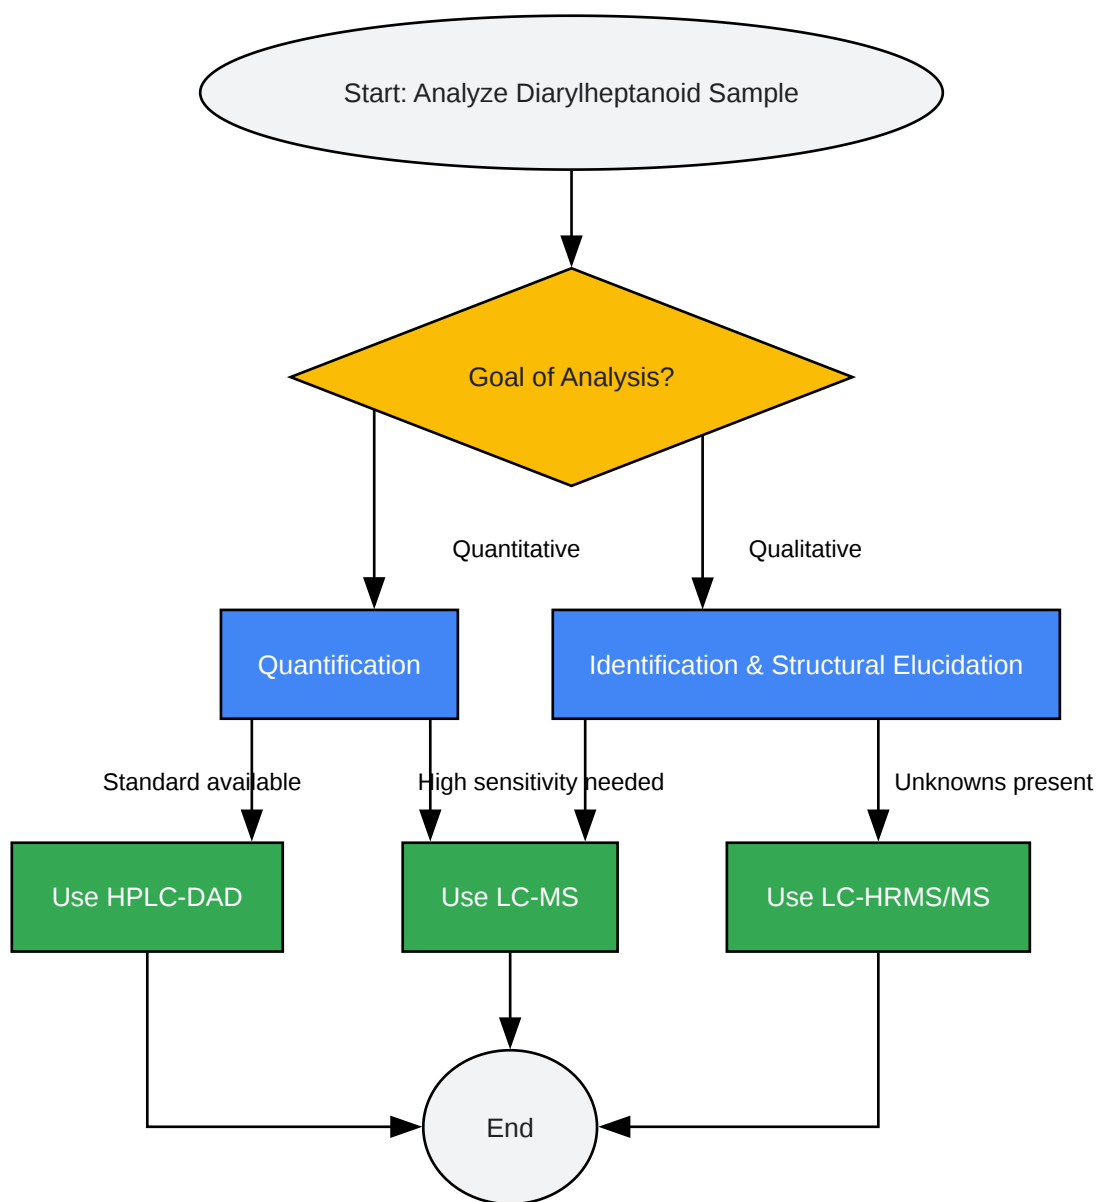 Start: Analyze Diarylheptanoid Sample
Goal of Analysis?
Quantitative
Qualitative
Quantification
Identification & Structural Elucidation
Standard available
High sensitivity needed
Unknowns present
Use HPLC-DAD
Use LC-MS
Use LC-HRMS/MS
End